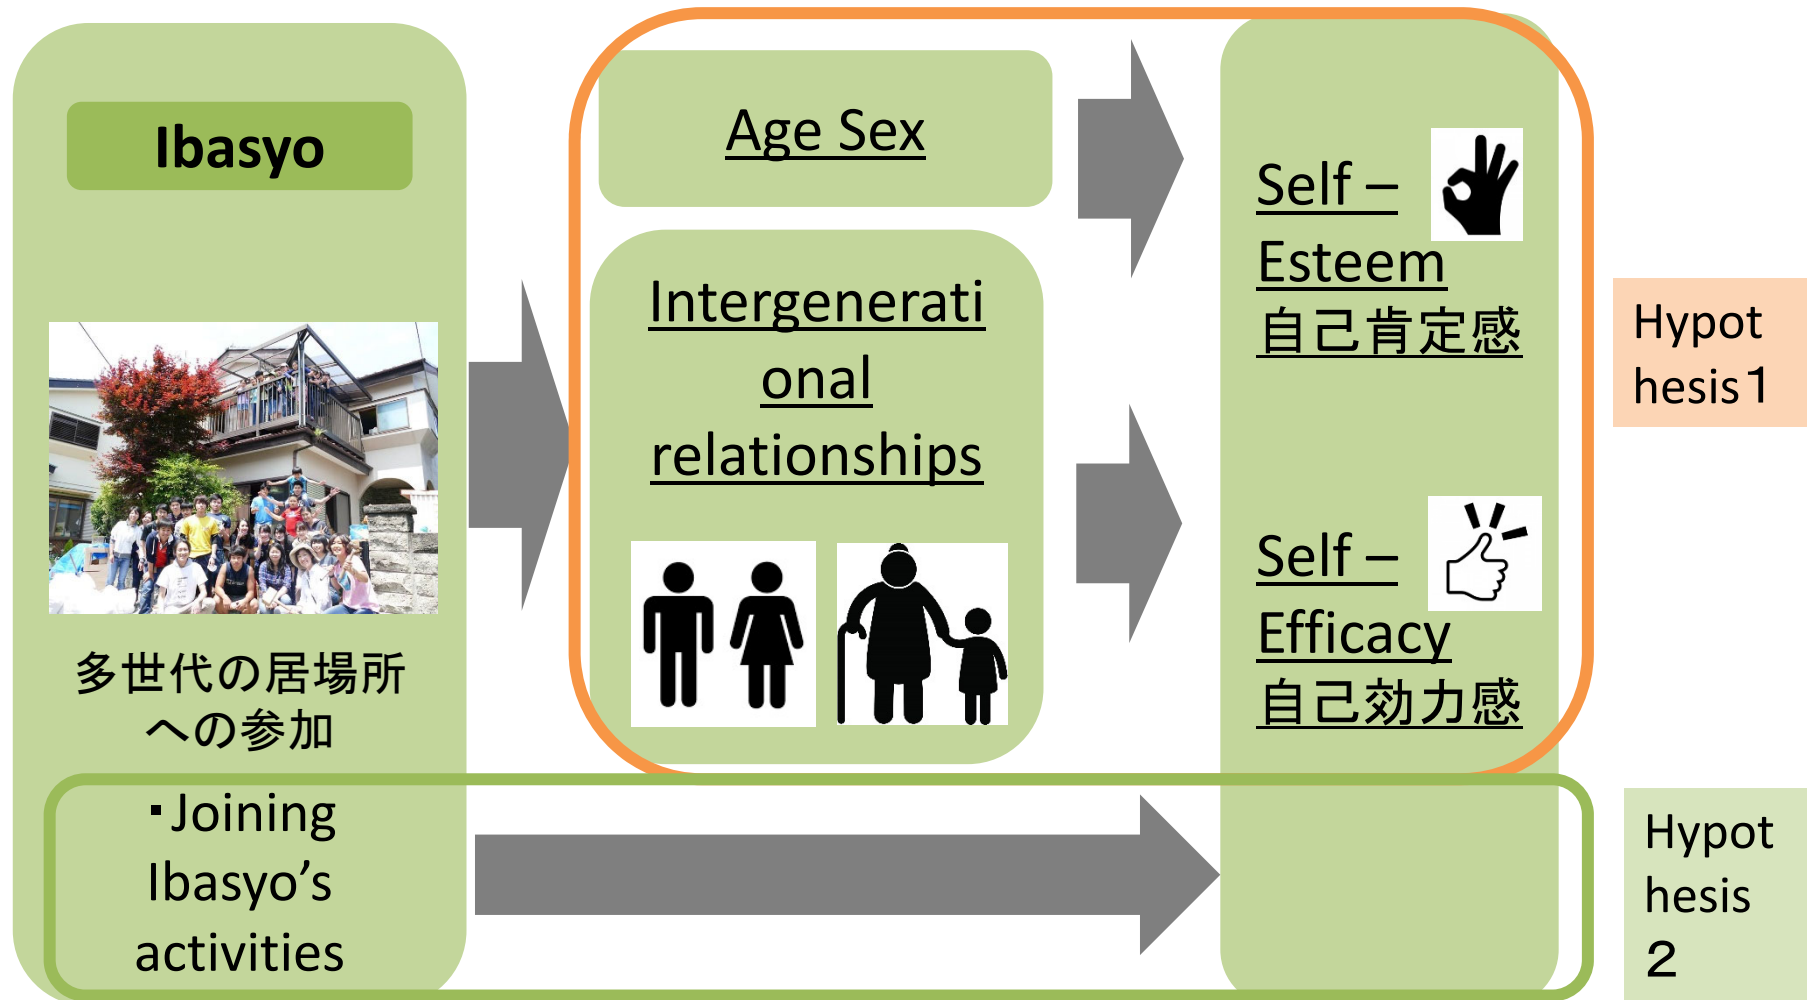 Ibasyo
多世代の居場所
への参加
・Joining
Ibasyo’s
activities
Age Sex
Intergenerati
onal
relationships
Self –
Esteem
自己肯定感
Self –
Efficacy
自己効力感
Hypot
hesis１
Hypot
hesis
２